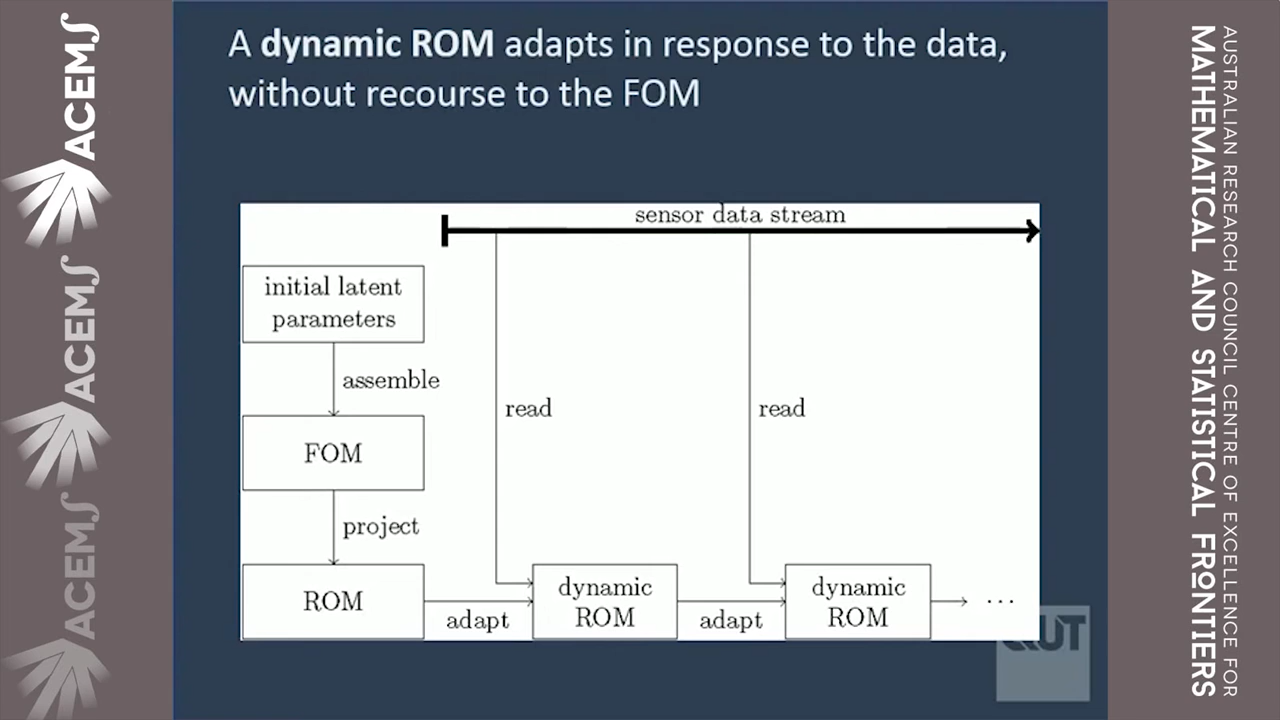 A dynamic ROM adapts in response to the data,
without recourse to the FOM
sensor data stream
initial latent
parameters
assemble
read
read
FOM
project
ROM
adapt
dynamic
ROM
adapt
dynamic
ROM
...
QUT
ACEMS
ACEMS
ACEMS
AUSTRALIAN RESEARCH COUNCIL CENTRE OF EXCELLENCE FOR
MATHEMATICAL AND STATISTICAL FRONTIERS